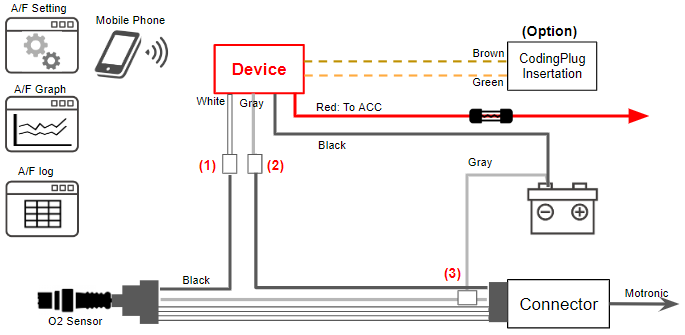 A/F Setting
Mobile Phone
(Option)
Brown
CodingPlug
Insertation
Device
Green
A/F Graph
White
Gray
Red: To ACC
Black
(1)
(2)
Gray
A/F log
(3)
Black
O2 Sensor
Connector
Motronic